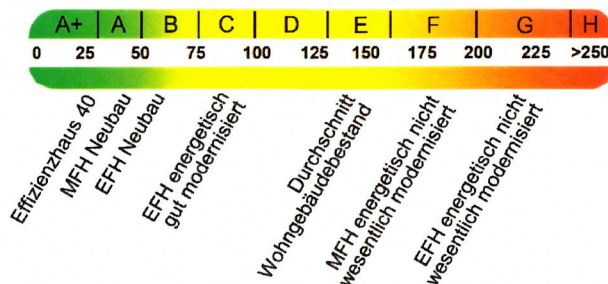 A+ A B C D E F G H
0 25 50 75 100 125 150 175 200 225 >250
Effizienzhaus 40
MFH Neubau
EFH Neubau
EFH energetisch
gut modernisiert
Durchschnitt
Wohngebäudebestand
MFH energetisch nicht
wesentlich modernisiert
EFH energetisch nicht
wesentlich modernisiert